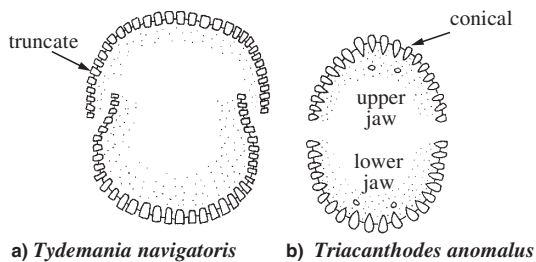 truncate
conical
upper
jaw
lower
jaw
a) Tydemania navigatoris
b) Triacanthodes anomalus